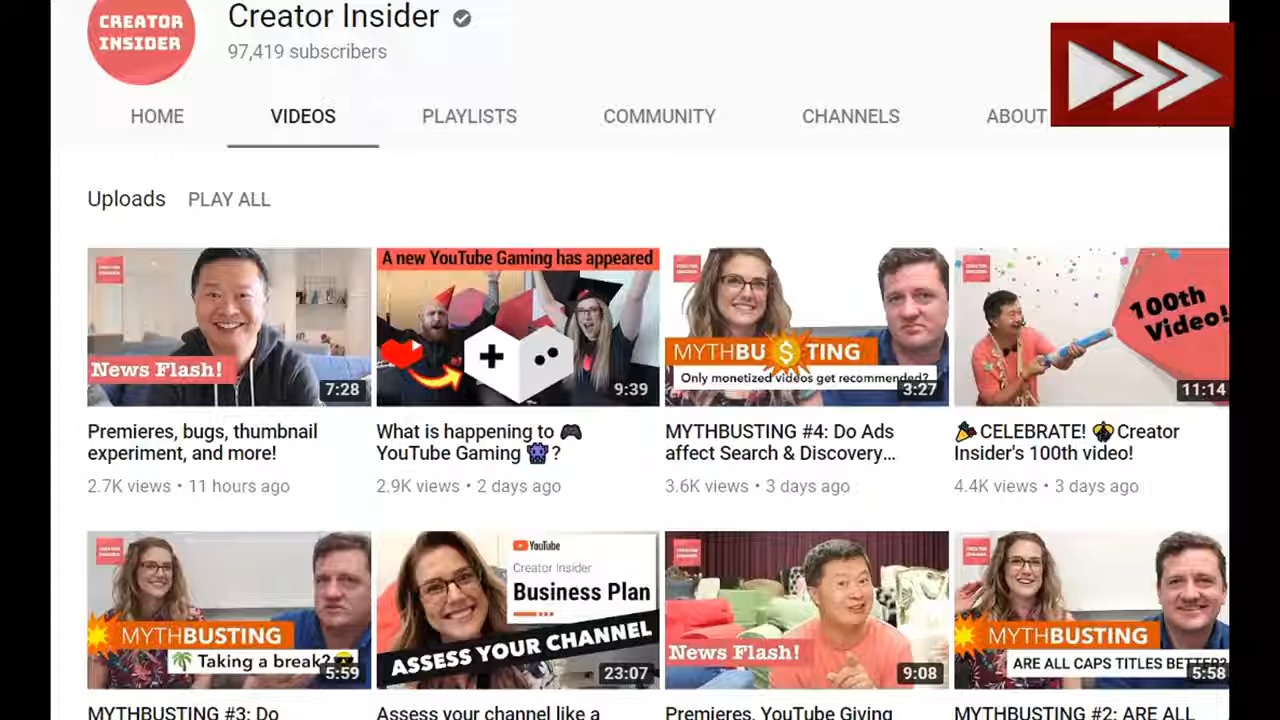 CREATOR
INSIDER
Creator Insider
97,419 subscribers
HOME VIDEOS PLAYLISTS COMMUNITY CHANNELS ABOUT
Uploads PLAY ALL
News Flash!
7:28
A new YouTube Gaming has appeared
9:39
MYTHBU$TING
Only monetized videos get recommended?
3:27
100th
Video!
11:14
Premieres, bugs, thumbnail
experiment, and more!
2.7K views • 11 hours ago
What is happening to 🎮
YouTube Gaming 👾?
2.9K views • 2 days ago
MYTHBUSTING #4: Do Ads
affect Search & Discovery...
3.6K views • 3 days ago
🎉CELEBRATE! 🐝Creator
Insider's 100th video!
4.4K views • 3 days ago
MYTHBUSTING
🌴 Taking a break?
5:59
YouTube
Creator Insider
Business Plan
ASSESS YOUR CHANNEL
23:07
News Flash!
9:08
MYTHBUSTING
ARE ALL CAPS TITLES BETTER?
5:58
MYTHBUSTING #3: Do
Assess your channel like a
Premieres, YouTube Giving
MYTHBUSTING #2: ARE ALL